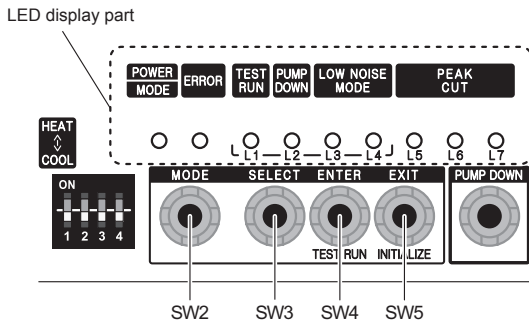 LED display part
POWER MODE
ERROR
TEST RUN
PUMP DOWN
LOW NOISE MODE
PEAK CUT
HEAT
COOL
L1 L2 L3 L4 L5 L6 L7
ON
1 2 3 4
MODE SELECT ENTER EXIT PUMP DOWN
TEST RUN INITIALIZE
SW2 SW3 SW4 SW5